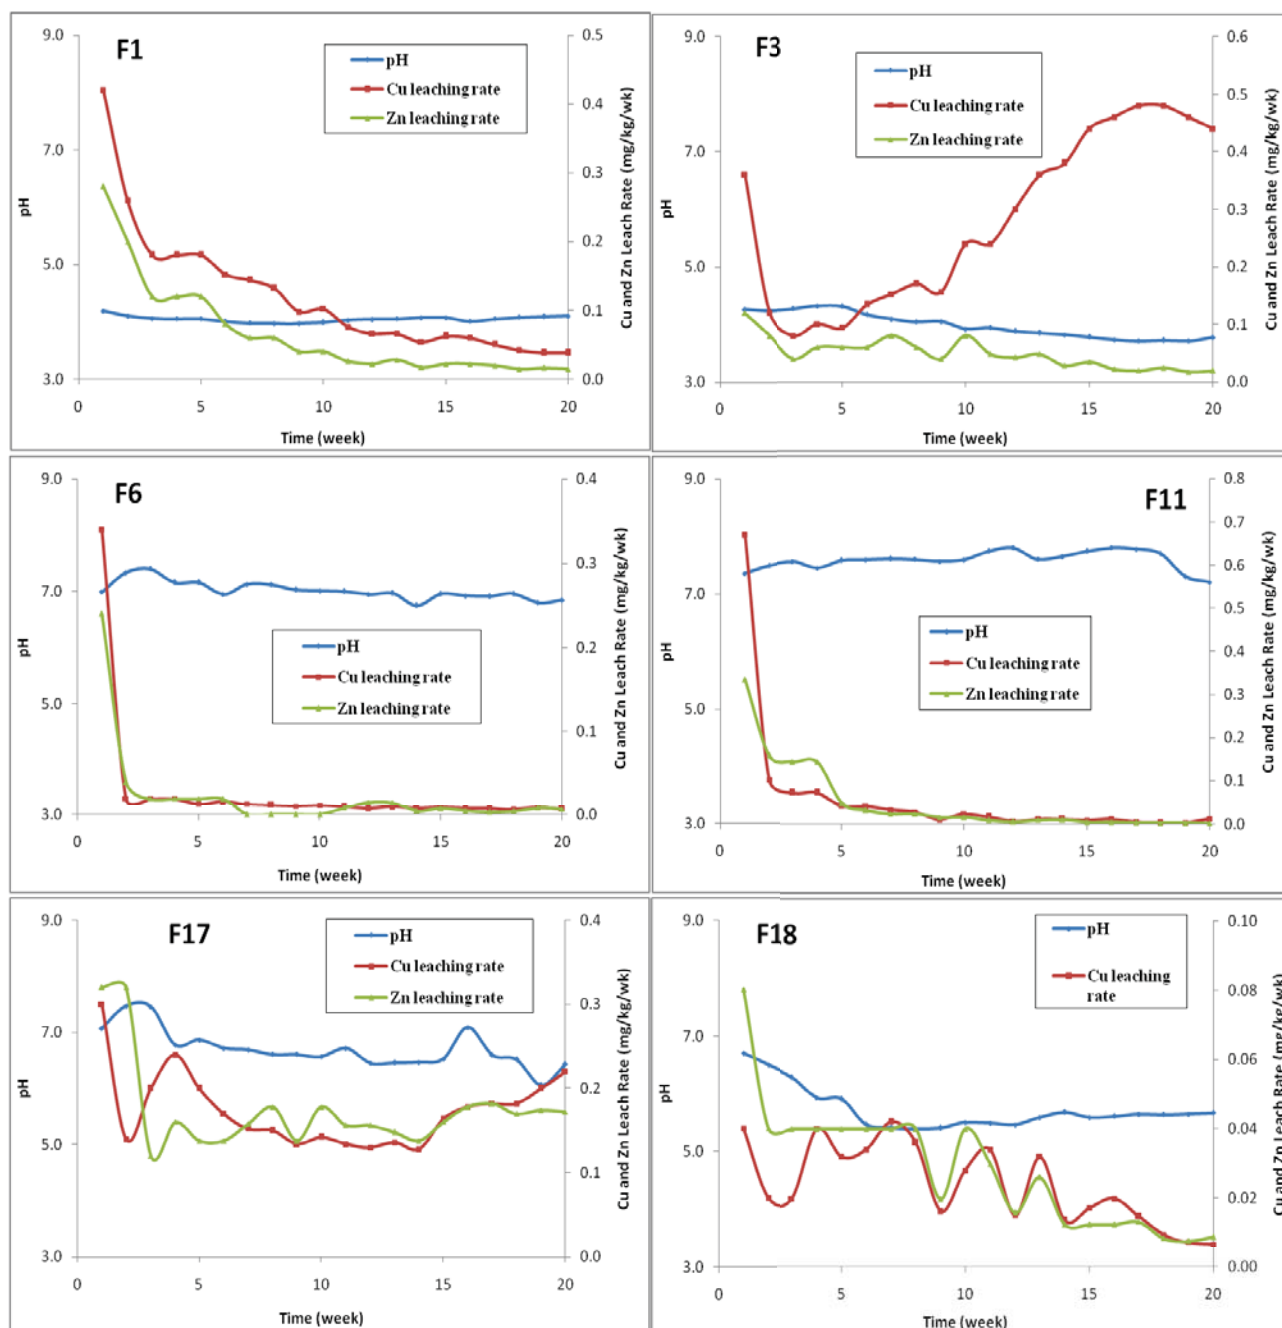 F1
pH
Cu leaching rate
Zn leaching rate
9.0
7.0
5.0
3.0
pH
0.5
0.4
0.3
0.2
0.1
0.0
Cu and Zn Leach Rate (mg/kg/wk)
0 5 10 15 20
Time (week)
F3
pH
Cu leaching rate
Zn leaching rate
9.0
7.0
5.0
3.0
pH
0.6
0.5
0.4
0.3
0.2
0.1
0.0
Cu and Zn Leach Rate (mg/kg/wk)
0 5 10 15 20
Time (week)
F6
pH
Cu leaching rate
Zn leaching rate
9.0
7.0
5.0
3.0
pH
0.4
0.3
0.2
0.1
0.0
Cu and Zn Leach Rate (mg/kg/wk)
0 5 10 15 20
Time (week)
F11
pH
Cu leaching rate
Zn leaching rate
9.0
7.0
5.0
3.0
pH
0.8
0.7
0.6
0.5
0.4
0.3
0.2
0.1
0.0
Cu and Zn Leach Rate (mg/kg/wk)
0 5 10 15 20
Time (week)
F17
pH
Cu leaching rate
Zn leaching rate
9.0
7.0
5.0
3.0
pH
0.4
0.3
0.2
0.1
0.0
Cu and Zn Leach Rate (mg/kg/wk)
0 5 10 15 20
Time (week)
F18
pH
Cu leaching
rate
9.0
7.0
5.0
3.0
pH
0.10
0.08
0.06
0.04
0.02
0.00
Cu and Zn Leach Rate (mg/kg/wk)
0 5 10 15 20
Time (week)